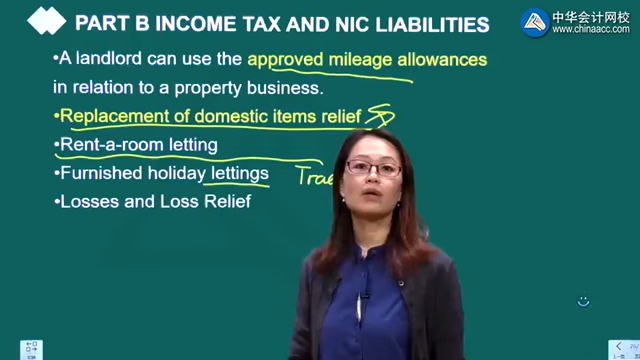 PART B INCOME TAX AND NIC LIABILITIES
中华会计网校
www.chinaacc.com
•A landlord can use the approved mileage allowances
in relation to a property business.
•Replacement of domestic items relief
•Rent-a-room letting
•Furnished holiday lettings
•Losses and Loss Relief